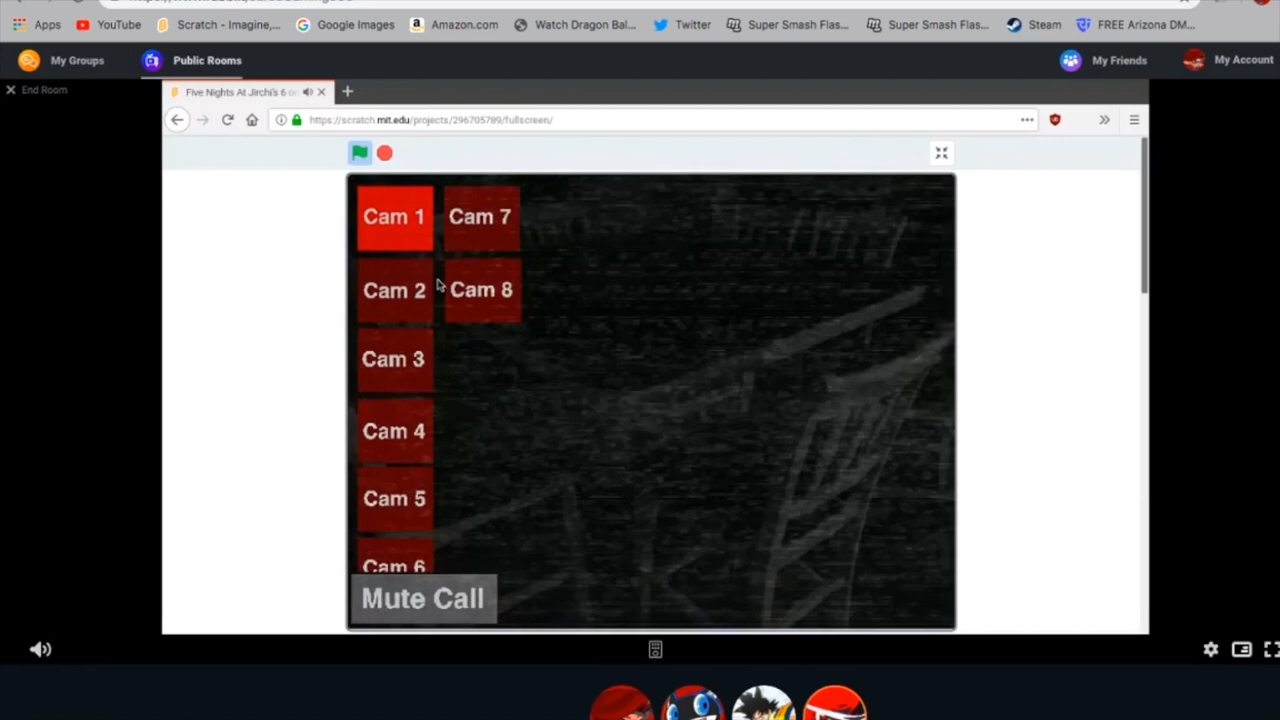 Apps YouTube Scratch - Imagine,... Google Images Amazon.com Watch Dragon Bal... Twitter Super Smash Flas... Super Smash Flas... Steam FREE Arizona DM...
My Groups Public Rooms My Friends My Account
End Room
Five Nights At Jirchi's 6 o
https://scratch.mit.edu/projects/296705789/fullscreen/
Cam 1 Cam 7
Cam 2 Cam 8
Cam 3
Cam 4
Cam 5
Cam 6
Mute Call